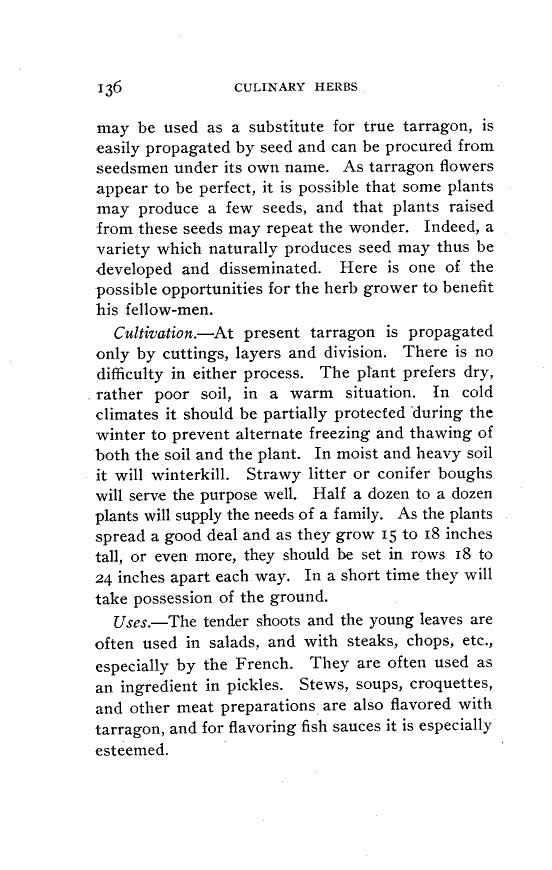 136 CULINARY HERBS
may be used as a substitute for true tarragon, is
easily propagated by seed and can be procured from
seedsmen under its own name. As tarragon flowers
appear to be perfect, it is possible that some plants
may produce a few seeds, and that plants raised
from these seeds may repeat the wonder. Indeed, a
variety which naturally produces seed may thus be
developed and disseminated. Here is one of the
possible opportunities for the herb grower to benefit
his fellow-men.
Cultivation.—At present tarragon is propagated
only by cuttings, layers and division. There is no
difficulty in either process. The plant prefers dry,
rather poor soil, in a warm situation. In cold
climates it should be partially protected during the
winter to prevent alternate freezing and thawing of
both the soil and the plant. In moist and heavy soil
it will winterkill. Strawy litter or conifer boughs
will serve the purpose well. Half a dozen to a dozen
plants will supply the needs of a family. As the plants
spread a good deal and as they grow 15 to 18 inches
tall, or even more, they should be set in rows 18 to
24 inches apart each way. In a short time they will
take possession of the ground.
Uses.—The tender shoots and the young leaves are
often used in salads, and with steaks, chops, etc.,
especially by the French. They are often used as
an ingredient in pickles. Stews, soups, croquettes,
and other meat preparations are also flavored with
tarragon, and for flavoring fish sauces it is especially
esteemed.